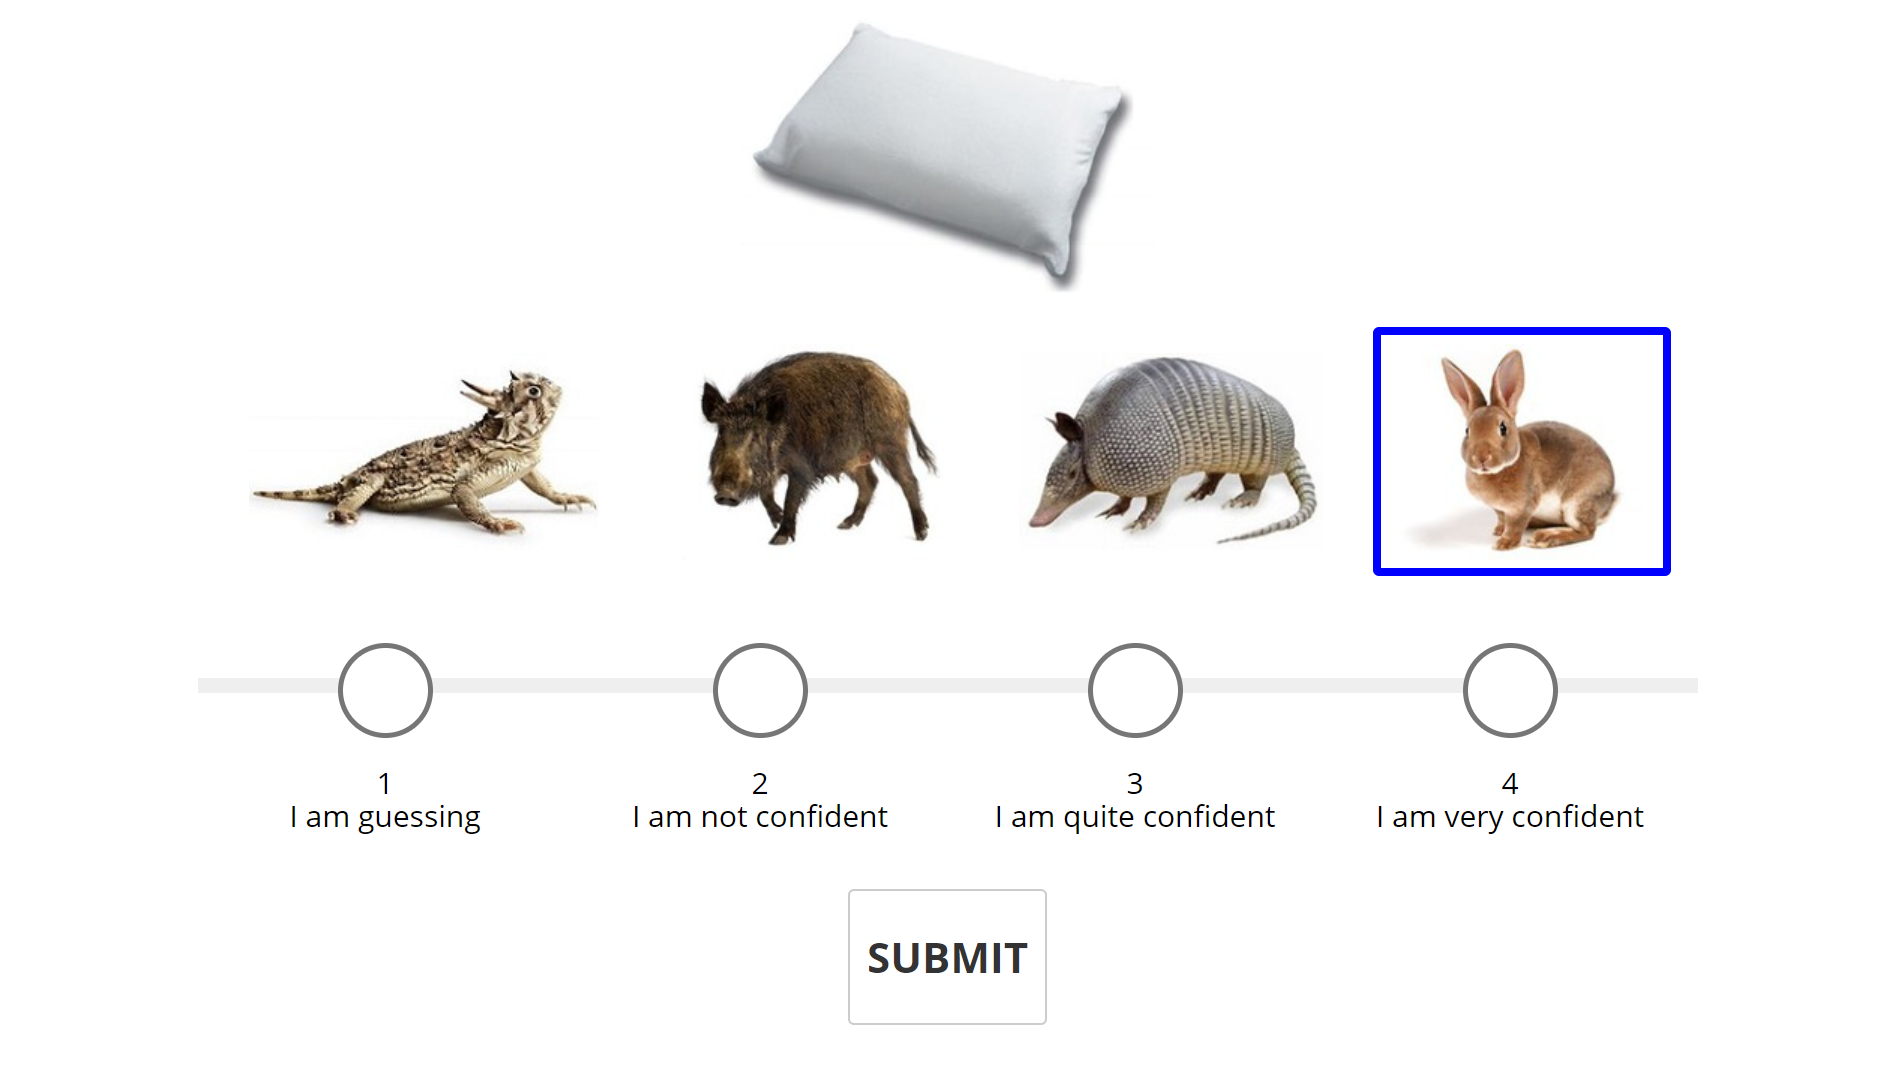 1
I am guessing
2
I am not confident
3
I am quite confident
4
I am very confident
SUBMIT